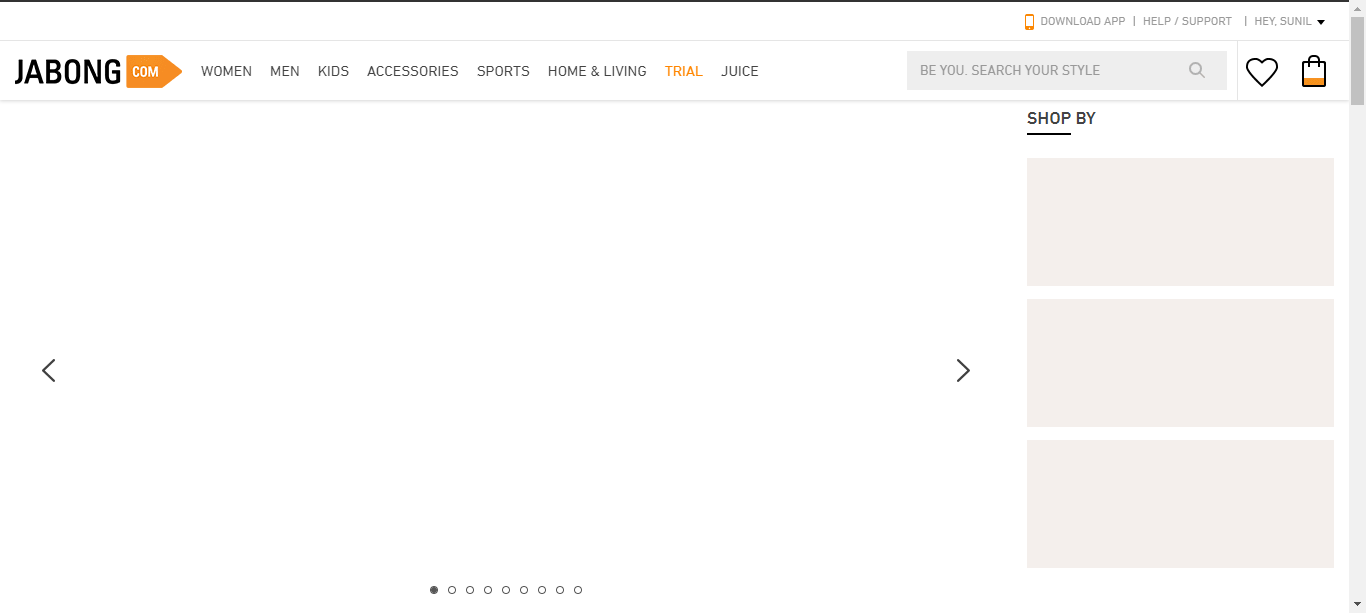 DOWNLOAD APP | HELP / SUPPORT | HEY, SUNIL
JABONG COM WOMEN MEN KIDS ACCESSORIES SPORTS HOME & LIVING TRIAL JUICE BE YOU. SEARCH YOUR STYLE
SHOP BY